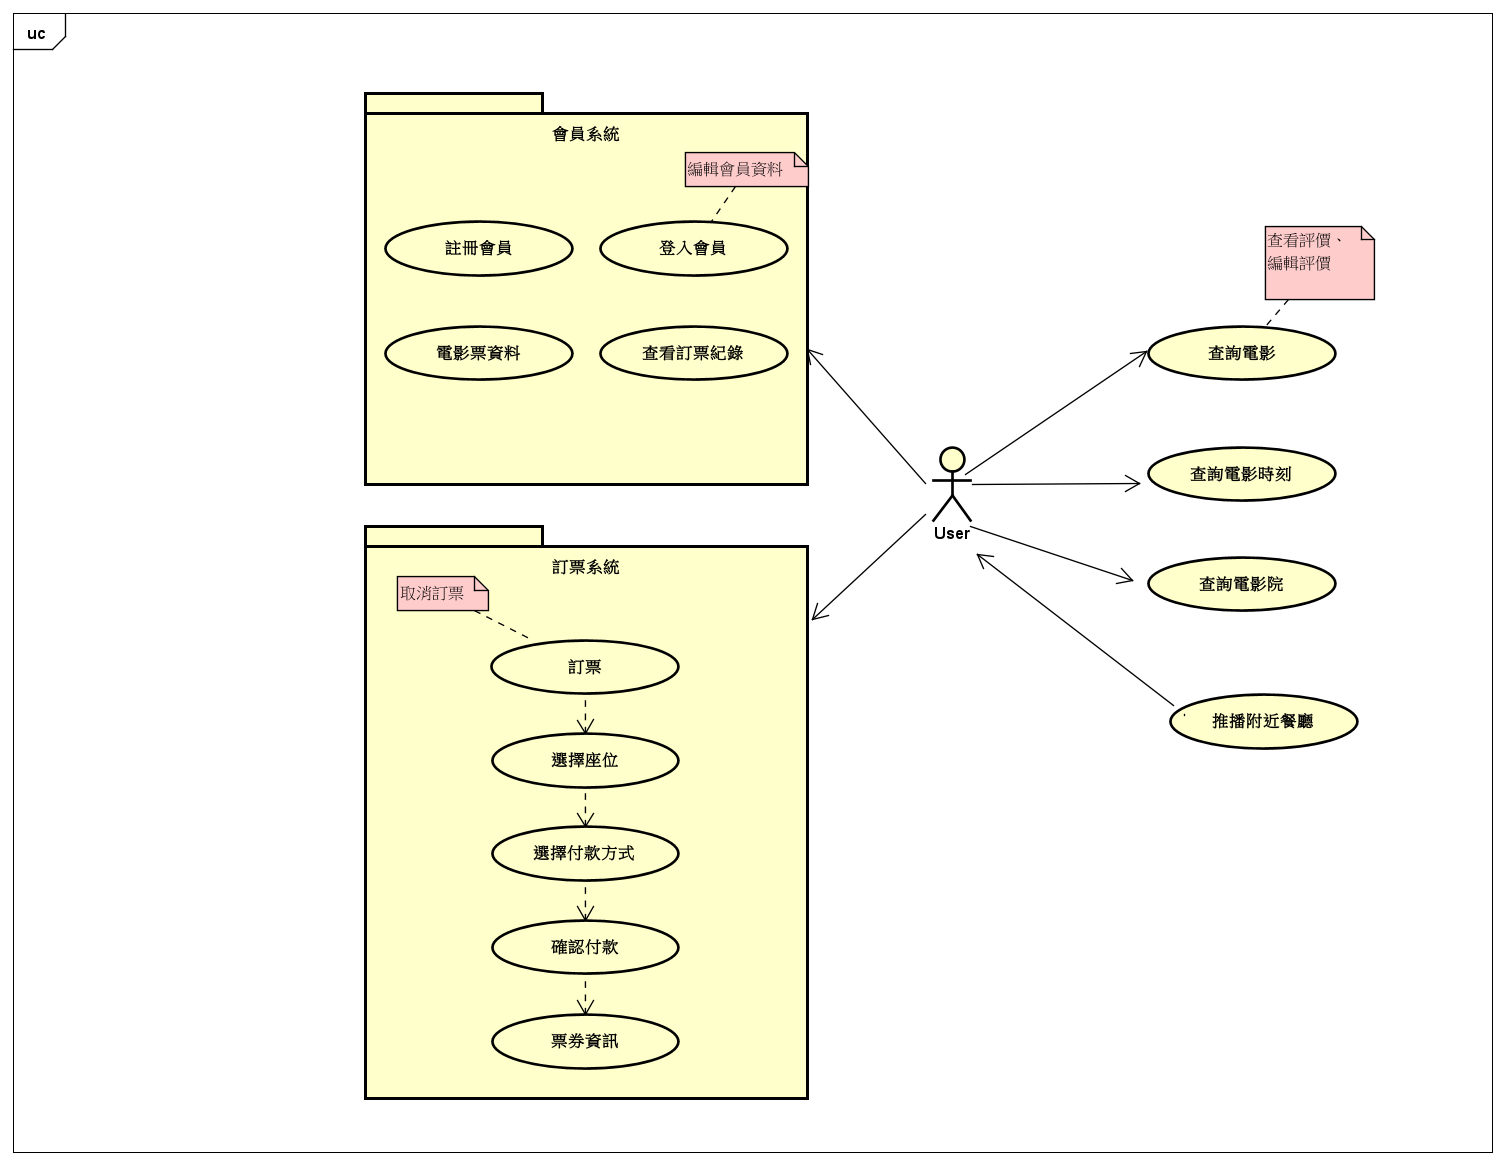 uc
會員系統
編輯會員資料
註冊會員
登入會員
電影票資料
查看訂票紀錄
訂票系統
取消訂票
訂票
選擇座位
選擇付款方式
確認付款
票券資訊
User
查看評價、
編輯評價
查詢電影
查詢電影時刻
查詢電影院
推播附近餐廳